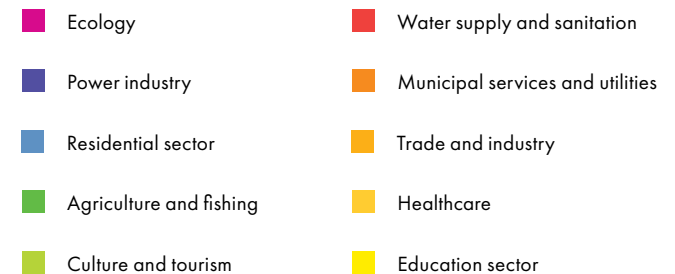 Ecology
Power industry
Residential sector
Agriculture and fishing
Culture and tourism
Water supply and sanitation
Municipal services and utilities
Trade and industry
Healthcare
Education sector